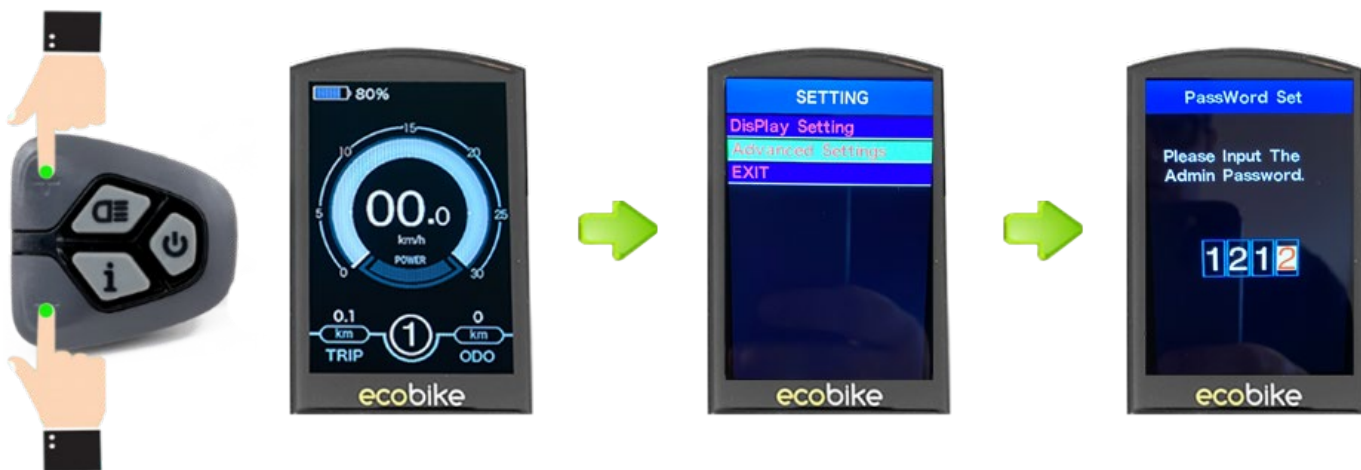 i
80%
15
10
20
00.0
5
25
km/h
POWER
0
30
0.1
0
km
1
km
TRIP
ODO
ecobike
SETTING
DisPlay Setting
Advanced Settings
EXIT
ecobike
PassWord Set
Please Input The
Admin Password.
1212
ecobike